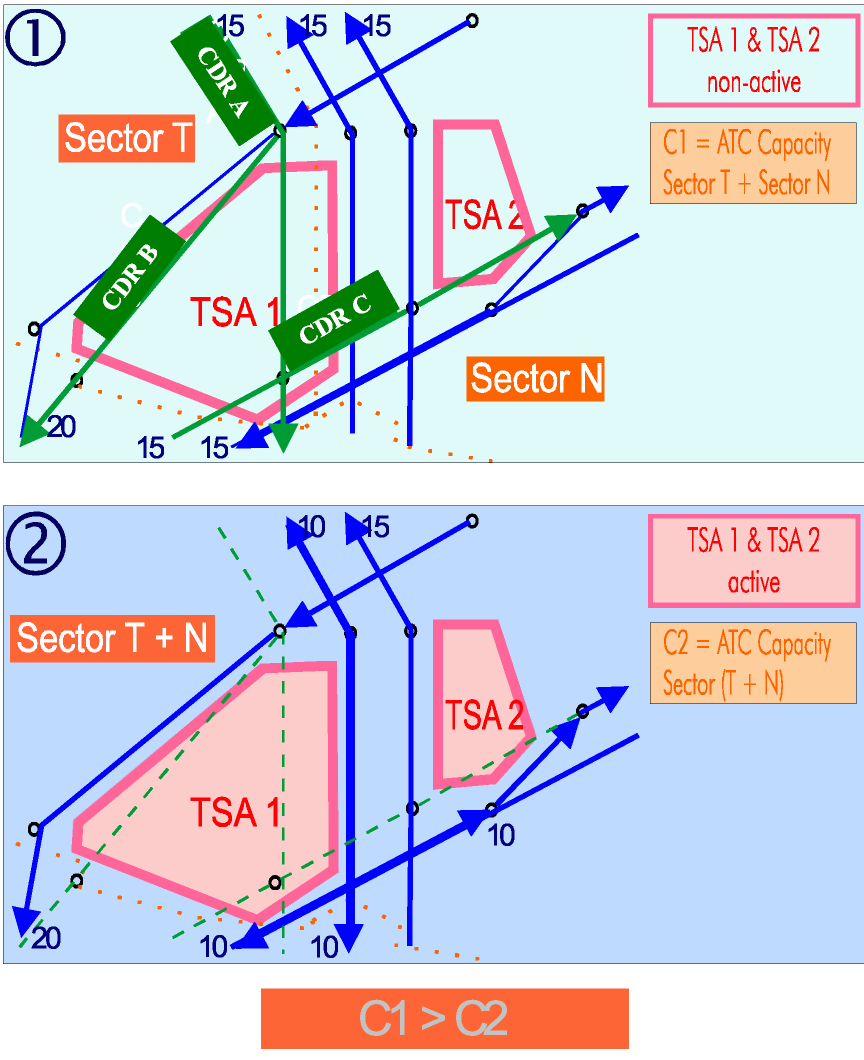 1
15
15
15
CDR A
TSA 1 & TSA 2
non-active
Sector T
C1 = ATC Capacity
Sector T + Sector N
C
TSA 2
CDR B
TSA 1
C
CDR C
Sector N
20
15
15
2
10
15
TSA 1 & TSA 2
active
Sector T + N
C2 = ATC Capacity
Sector (T + N)
TSA 2
TSA 1
10
20
10
10
C1 > C2